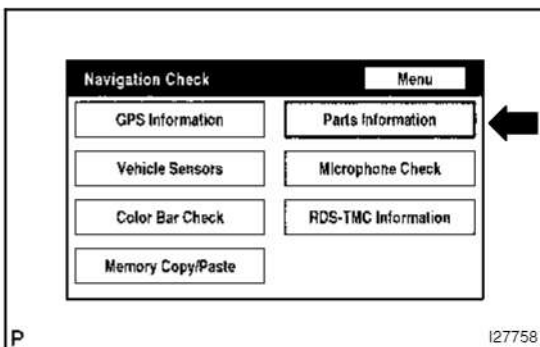 Navigation Check
Menu
GPS Information
Parts Information
Vehicle Sensors
Microphone Check
Color Bar Check
RDS-TMC Information
Memory Copy/Paste
P
I27758